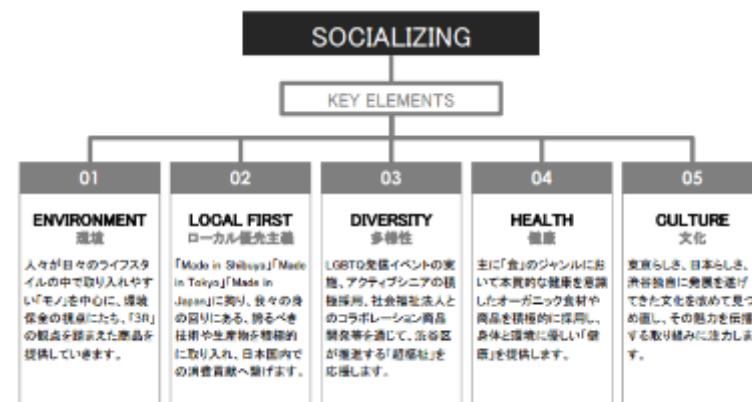 SOCIALIZING
KEY ELEMENTS
01
ENVIRONMENT
環境
人々が日々のライフスタ
イルの中で取り入れやす
い「モノ」を中心に、環境
保全の視点にたち、「3R」
の観点を踏まえた商品を
提供していきます。
02
LOCAL FIRST
ローカル優先主義
「Made in Shibuya」「Made
in Tokyo」「Made in
Japan」に拘り、我々の身
の回りにある、誇るべき
技術や生産物を積極的
に取り入れ、日本国内で
の消費貢献へ繋げます。
03
DIVERSITY
多様性
LGBTQ発信イベントの実
施、アクティブシニアの積
極採用、社会福祉法人と
のコラボレーション商品
開発等を通じて、渋谷区
が推進する「超福祉」を
応援します。
04
HEALTH
健康
主に「食」のジャンルにお
いて本質的な健康を意識
したオーガニック食材や
商品を積極的に採用し、
身体と環境に優しい「健
康」を提供します。
05
CULTURE
文化
東京らしさ、日本らしさ、
渋谷独自に発展を遂げ
てきた文化を改めて見つ
め直し、その魅力を伝播
する取り組みに注力しま
す。